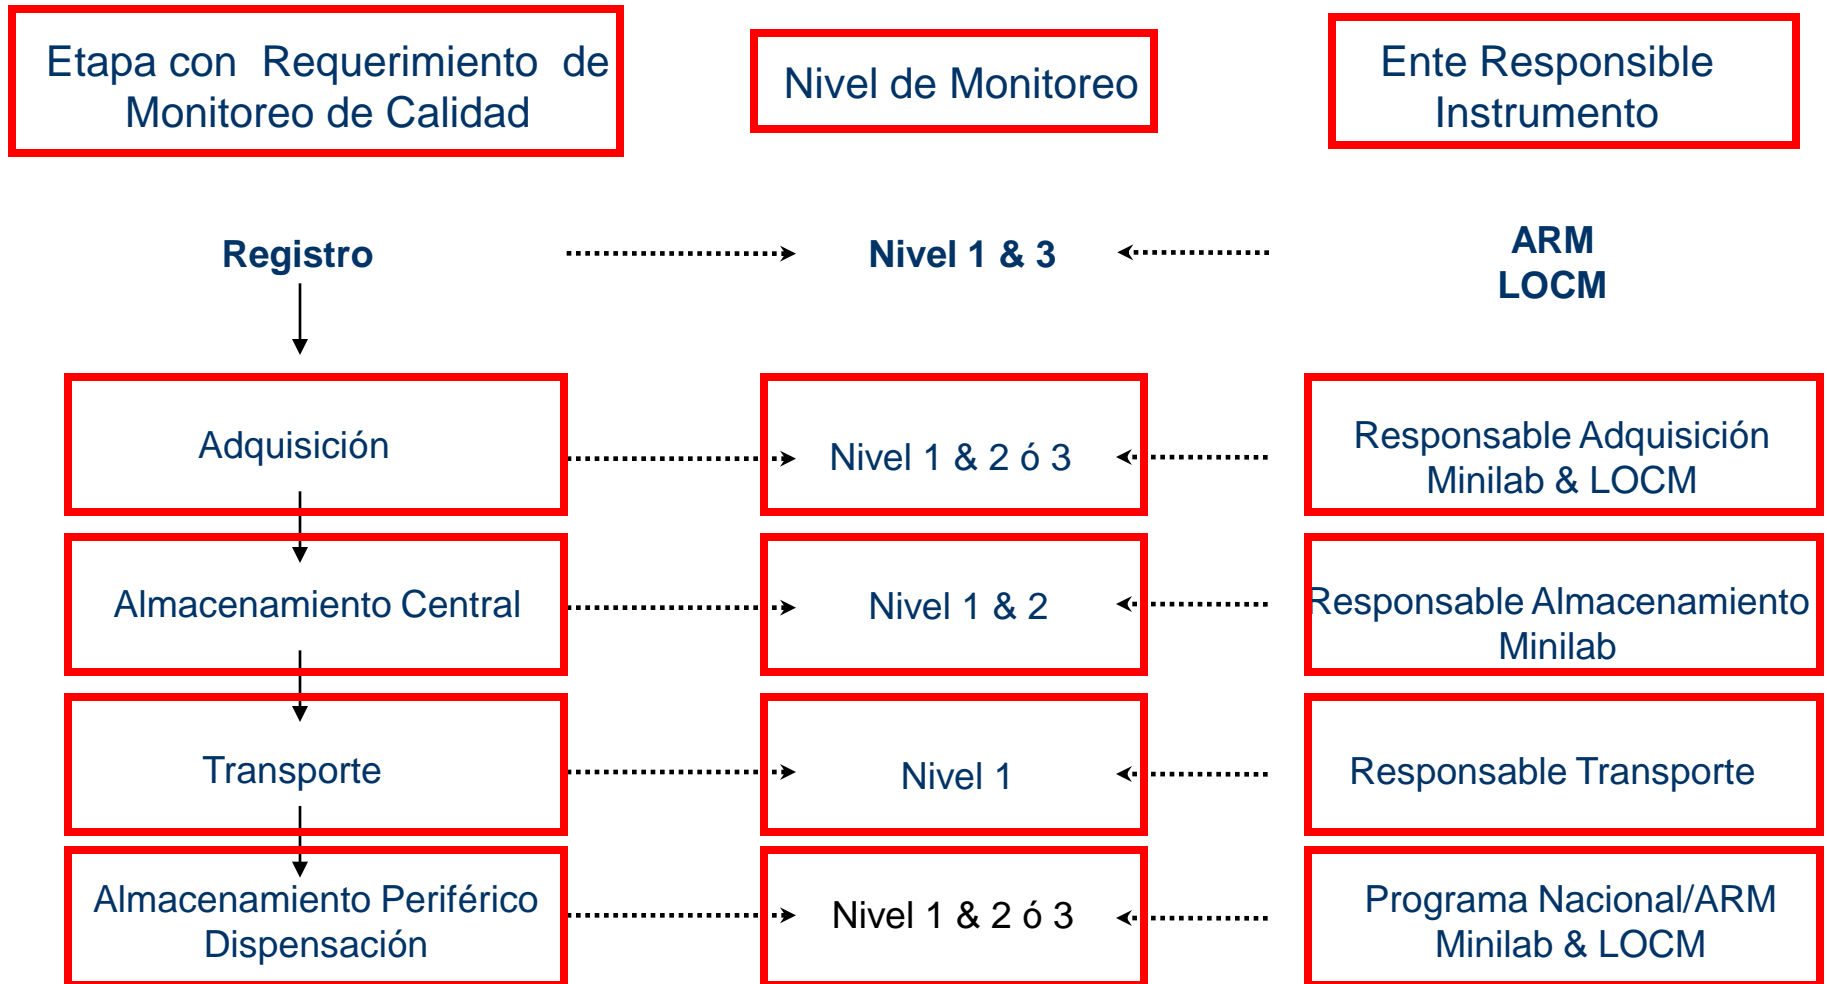 Etapa con Requerimiento de
Monitoreo de Calidad
Nivel de Monitoreo
Ente Responsible
Instrumento
Registro
Nivel 1 & 3
ARM
LOCM
Adquisición
Nivel 1 & 2 ó 3
Responsable Adquisición
Minilab & LOCM
Almacenamiento Central
Nivel 1 & 2
Responsable Almacenamiento
Minilab
Transporte
Nivel 1
Responsable Transporte
Almacenamiento Periférico
Dispensación
Nivel 1 & 2 ó 3
Programa Nacional/ARM
Minilab & LOCM